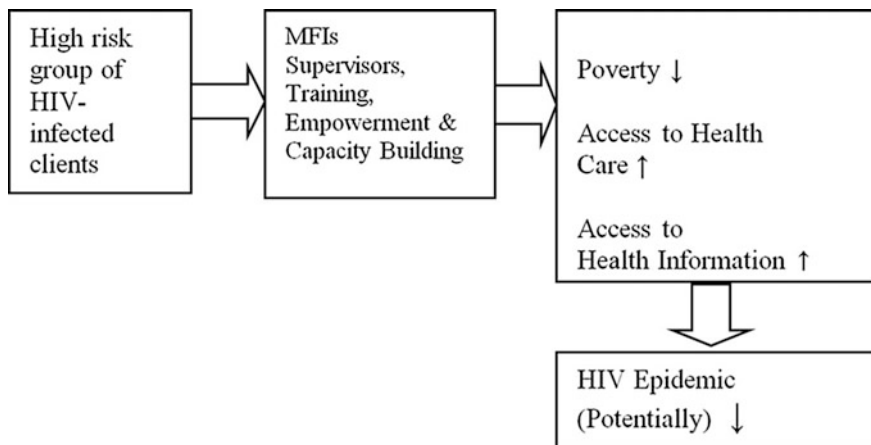 High risk
group of
HIV-
infected
clients
MFIs
Supervisors,
Training,
Empowerment &
Capacity Building
Poverty ↓
Access to Health
Care ↑
Access to
Health Information ↑
HIV Epidemic
(Potentially) ↓